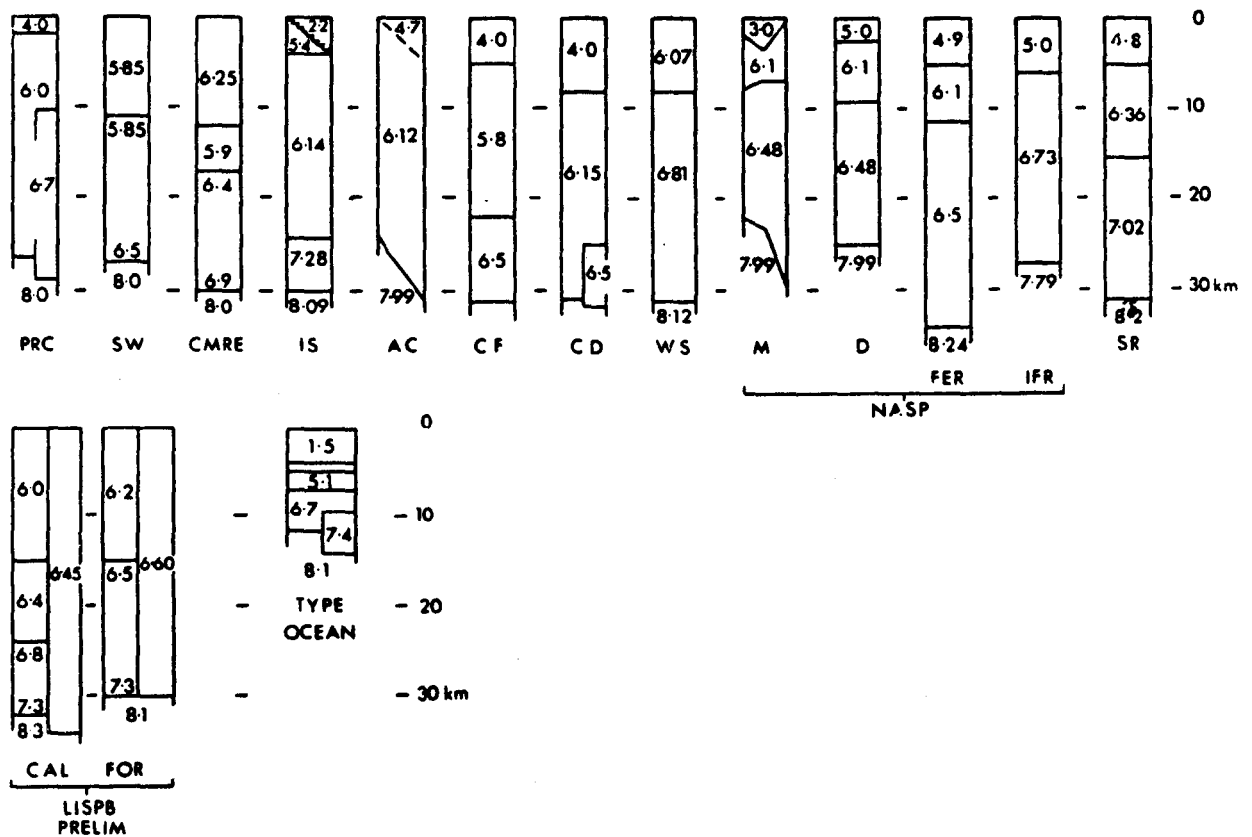 4·0 2·2 4·7 3·0 5·0 4·9 5·0 4·8 0
5·4
5·85 6·25 4·0 4·0 6·07 6·1 6·1
6·0 6·1
5·85 6·36 10
5·9 6·14 6·12 5·8
6·7 6·4 6·15 6·81 6·48 6·48 6·73
6·5 7·02 20
6·5 7·28 6·5 6·5 7·99 7·99 7·79
8·0 8·0 6·9 7·99 30 km
8·0 8·09 8·12 8·24
PRC SW CMRE IS AC CF CD WS M D FER IFR SR
NASP
0
6·0 6·2 1·5
5·1
6·7 7·4 10
6·4 6·45 6·5 6·60 8·1
TYPE 20
OCEAN
6·8
7·3 7·3 30 km
8·3 8·1
CAL FOR
LISPB
PRELIM